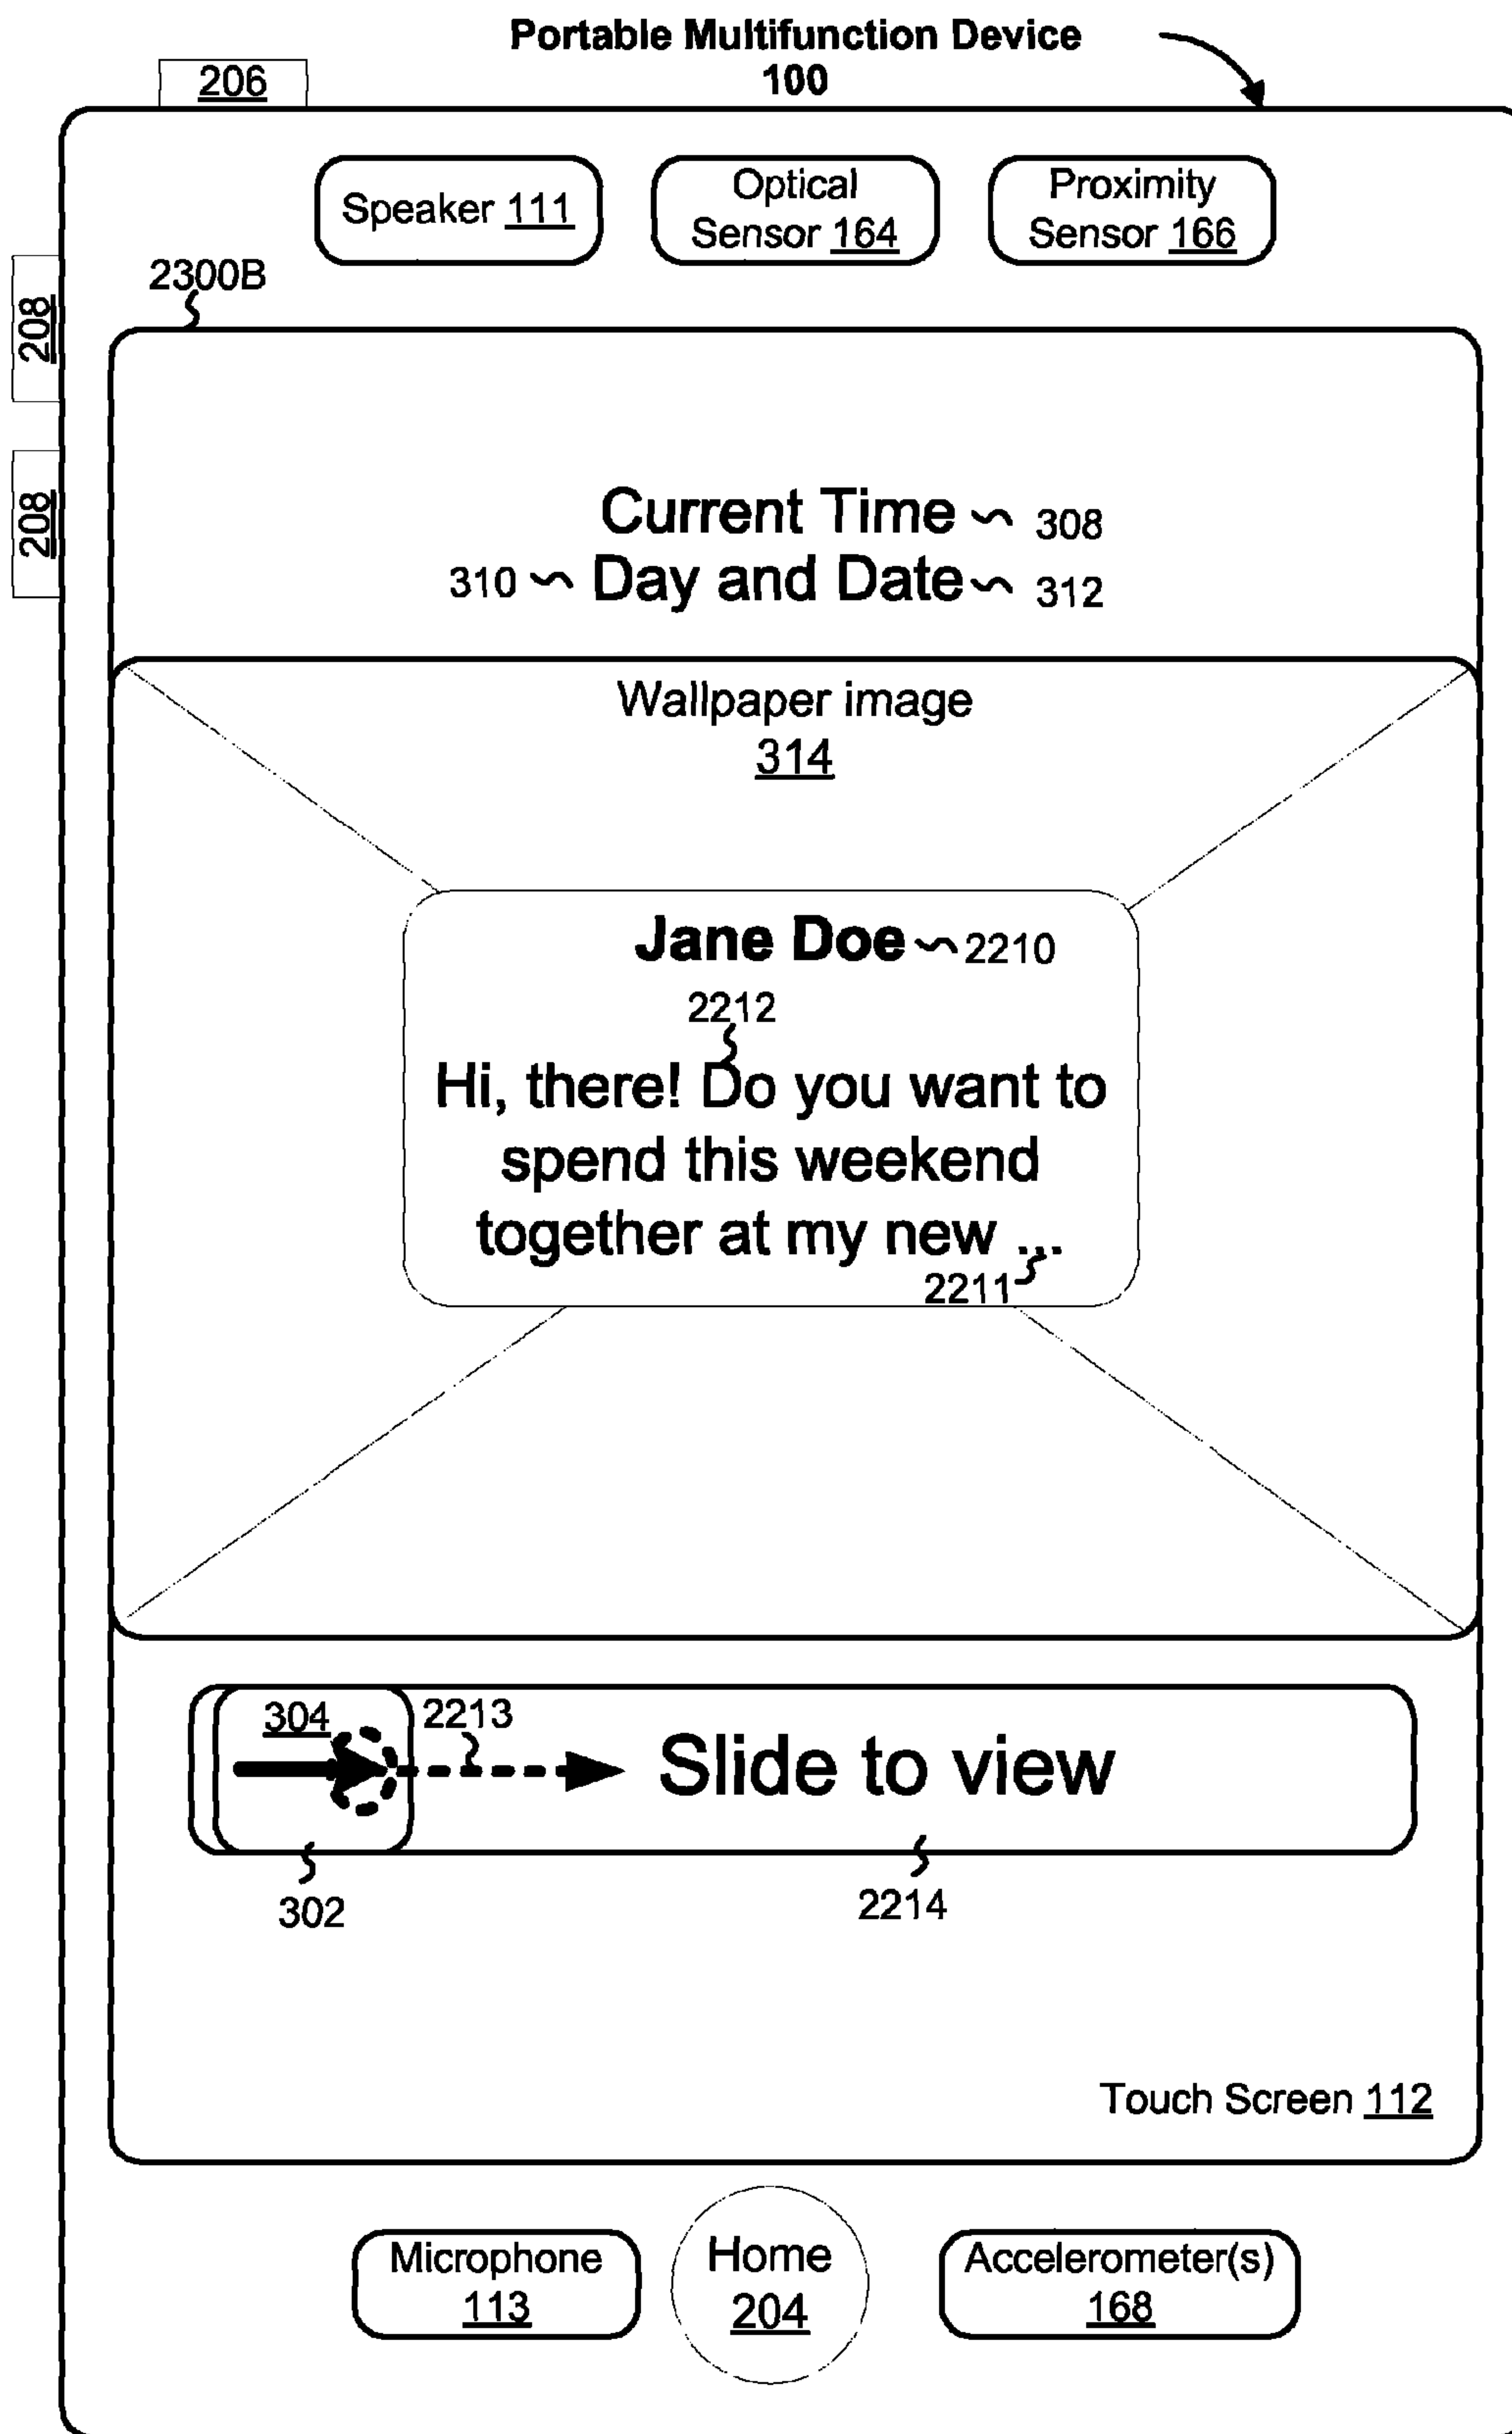 Portable Multifunction Device
100
206
Speaker 111
Optical
Sensor 164
Proximity
Sensor 166
2300B
208
208
Current Time 308
310 Day and Date 312
Wallpaper image
314
Jane Doe 2210
2212
Hi, there! Do you want to
spend this weekend
together at my new ...
2211
304
2213
Slide to view
302
2214
Touch Screen 112
Microphone
113
Home
204
Accelerometer(s)
168